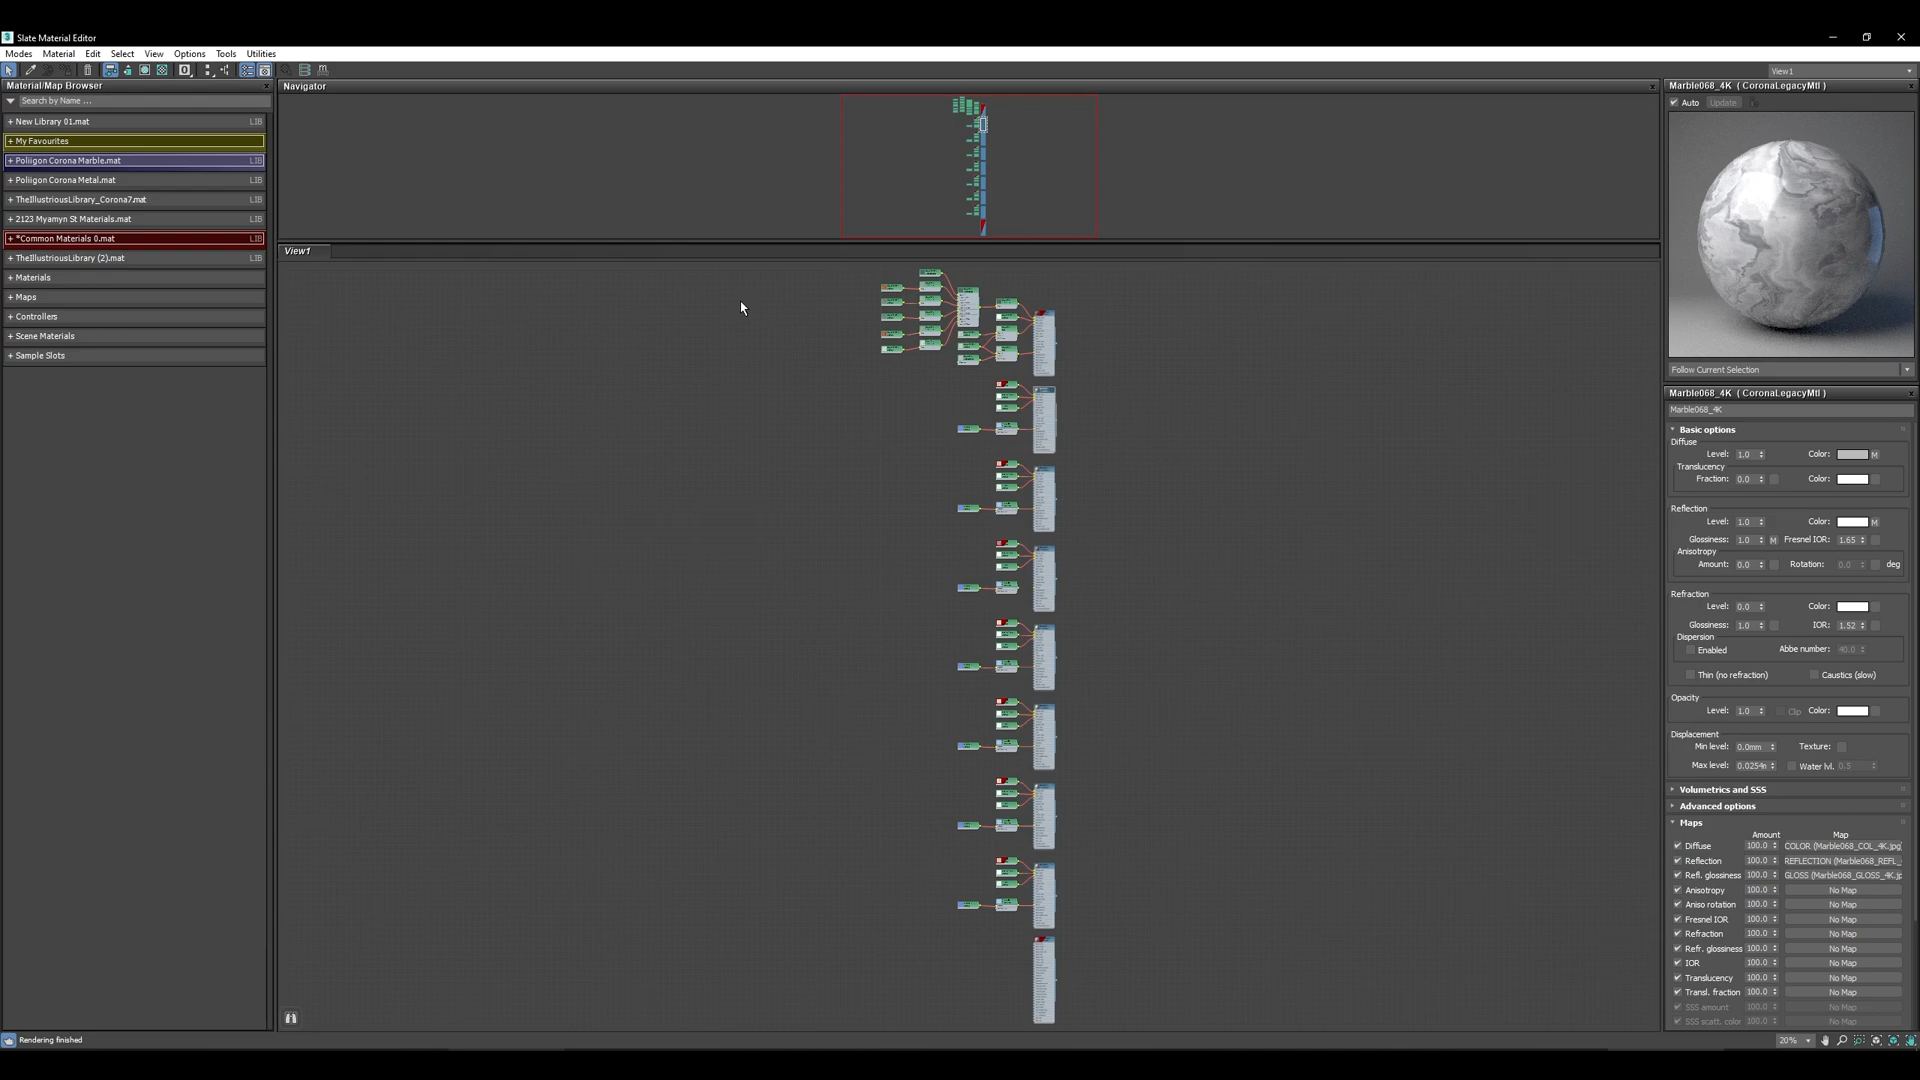 Slate Material Editor
Modes Material Edit Select View Options Tools Utilities
View1
Material/Map Browser
Search by Name ...
+ New Library 01.mat LIB
+ My Favourites
+ Poliigon Corona Marble.mat LIB
+ Poliigon Corona Metal.mat LIB
+ TheIllustriousLibrary_Corona7.mat LIB
+ 2123 Myamyn St Materials.mat LIB
+ *Common Materials 0.mat LIB
+ TheIllustriousLibrary (2).mat LIB
+ Materials
+ Maps
+ Controllers
+ Scene Materials
+ Sample Slots
Navigator
View1
Marble068_4K ( CoronaLegacyMtl )
Auto Update
Follow Current Selection
Marble068_4K ( CoronaLegacyMtl )
Marble068_4K
Basic options
Diffuse
Level: 1.0 Color: M
Translucency
Fraction: 0.0 Color:
Reflection
Level: 1.0 Color: M
Glossiness: 1.0 M Fresnel IOR: 1.65
Anisotropy
Amount: 0.0 Rotation: 0.0 deg
Refraction
Level: 0.0 Color:
Glossiness: 1.0 IOR: 1.52
Dispersion
Enabled Abbe number: 40.0
Thin (no refraction) Caustics (slow)
Opacity
Level: 1.0 Clip Color:
Displacement
Min level: 0.0mm Texture:
Max level: 0.0254 Water lvl. 0.5
Volumetrics and SSS
Advanced options
Maps
Amount Map
Diffuse 100.0 COLOR (Marble068_COL_4K.jpg)
Reflection 100.0 REFLECTION (Marble068_REFL_
Refl. glossiness 100.0 GLOSS (Marble068_GLOSS_4K.jp
Anisotropy 100.0 No Map
Aniso rotation 100.0 No Map
Fresnel IOR 100.0 No Map
Refraction 100.0 No Map
Refr. glossiness 100.0 No Map
IOR 100.0 No Map
Translucency 100.0 No Map
Transl. fraction 100.0 No Map
SSS amount 100.0 No Map
SSS scatt. color 100.0 No Map
Rendering finished
20%